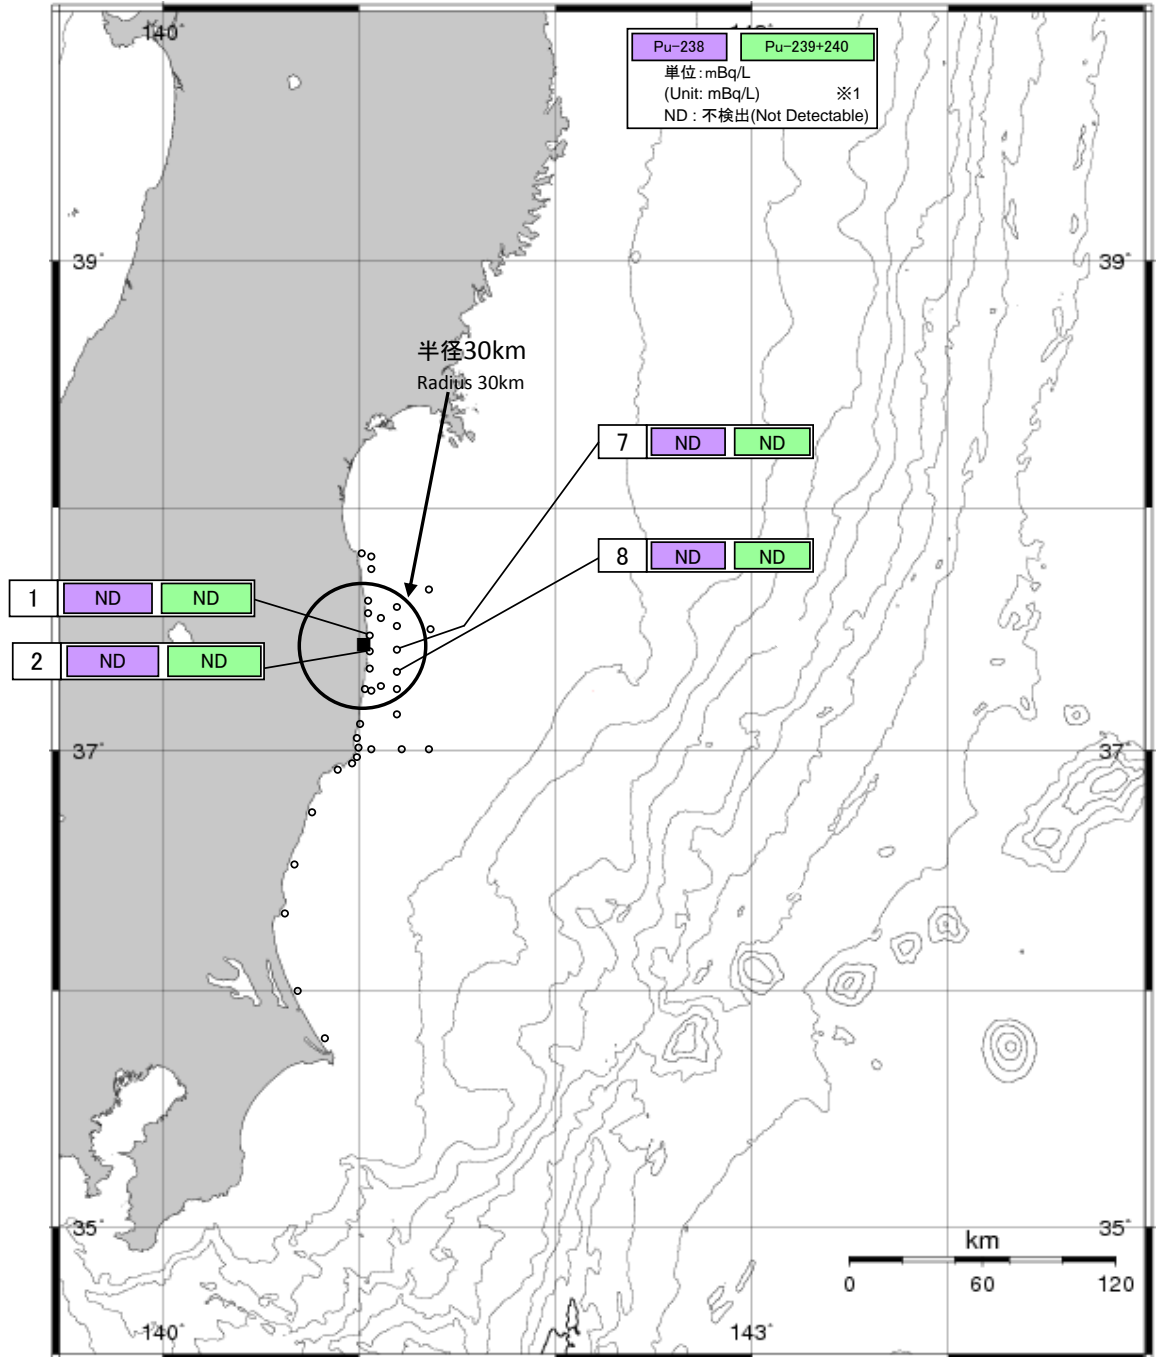 140°
Pu-238 Pu-239+240
単位：mBq/L
(Unit: mBq/L) ※1
ND : 不検出(Not Detectable)
39° 39°
半径30km
Radius 30km
7 ND ND
8 ND ND
1 ND ND
2 ND ND
37° 37°
35° 35°
km
0 60 120
140° 143°